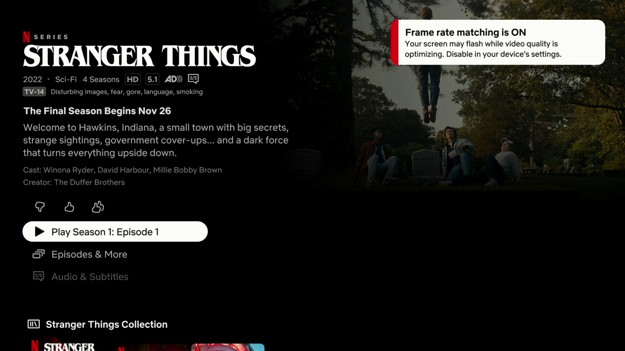 N SERIES
STRANGER THINGS
2022 · Sci-Fi 4 Seasons HD 5.1 AD
TV-14 Disturbing images, fear, gore, language, smoking
The Final Season Begins Nov 26
Welcome to Hawkins, Indiana, a small town with big secrets,
strange sightings, government cover-ups... and a dark force
that turns everything upside down.
Cast: Winona Ryder, David Harbour, Millie Bobby Brown
Creator: The Duffer Brothers
Play Season 1: Episode 1
Episodes & More
Audio & Subtitles
Stranger Things Collection
N STRANGER
Frame rate matching is ON
Your screen may flash while video quality is
optimizing. Disable in your device's settings.